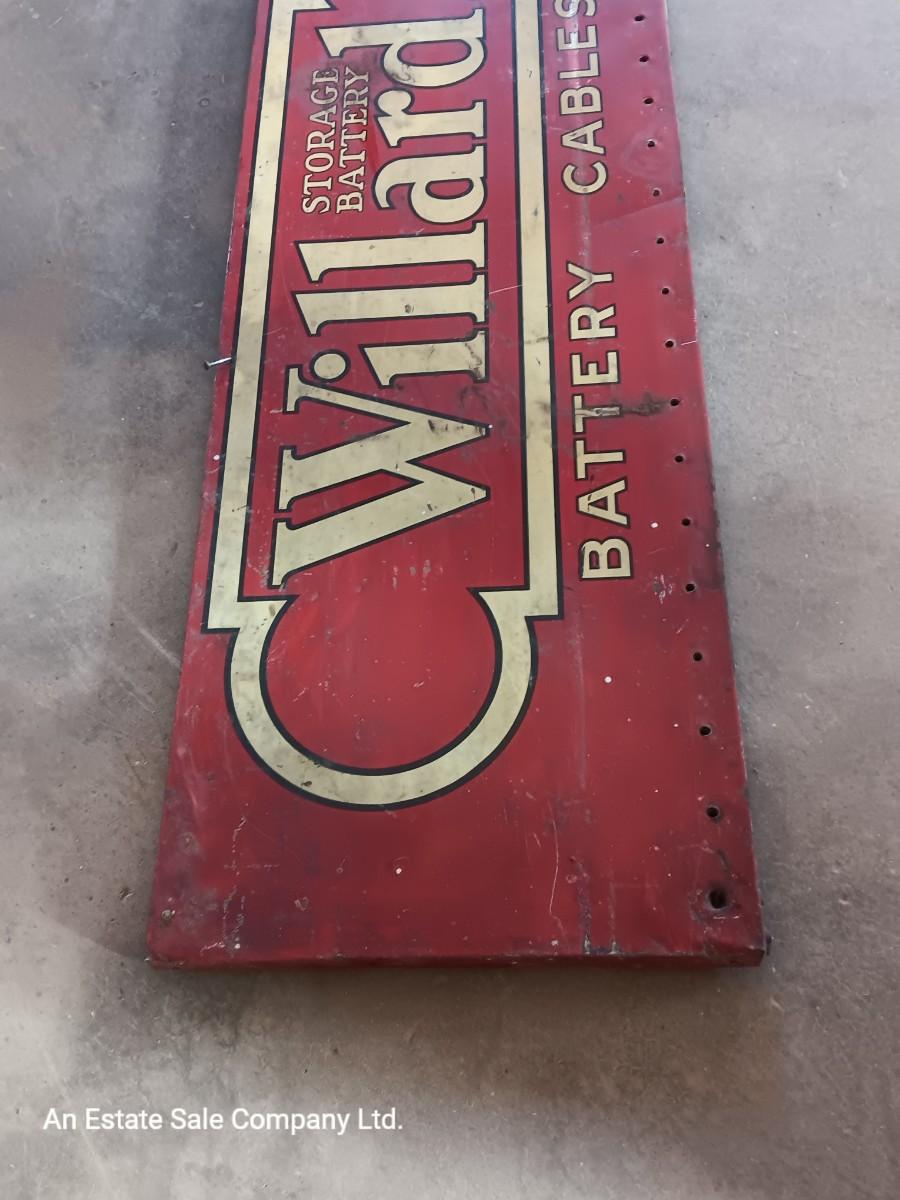 STORAGE
BATTERY
Willard
BATTERY CABLES
An Estate Sale Company Ltd.